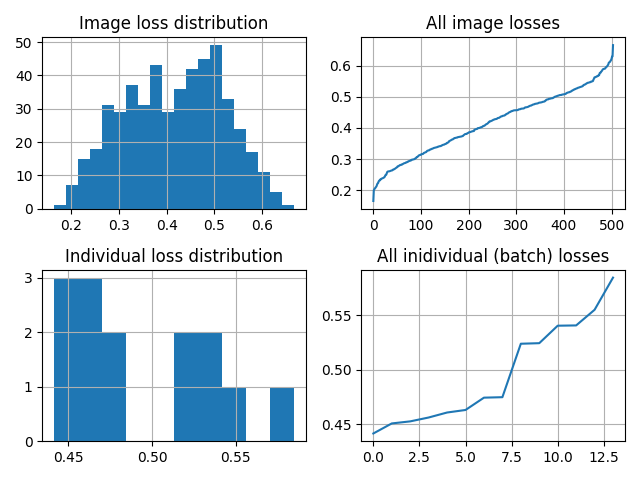 Image loss distribution
50
40
30
20
10
0
0.2 0.3 0.4 0.5 0.6
All image losses
0.6
0.5
0.4
0.3
0.2
0 100 200 300 400 500
Individual loss distribution
3
2
1
0
0.45 0.50 0.55
All inidividual (batch) losses
0.55
0.50
0.45
0.0 2.5 5.0 7.5 10.0 12.5